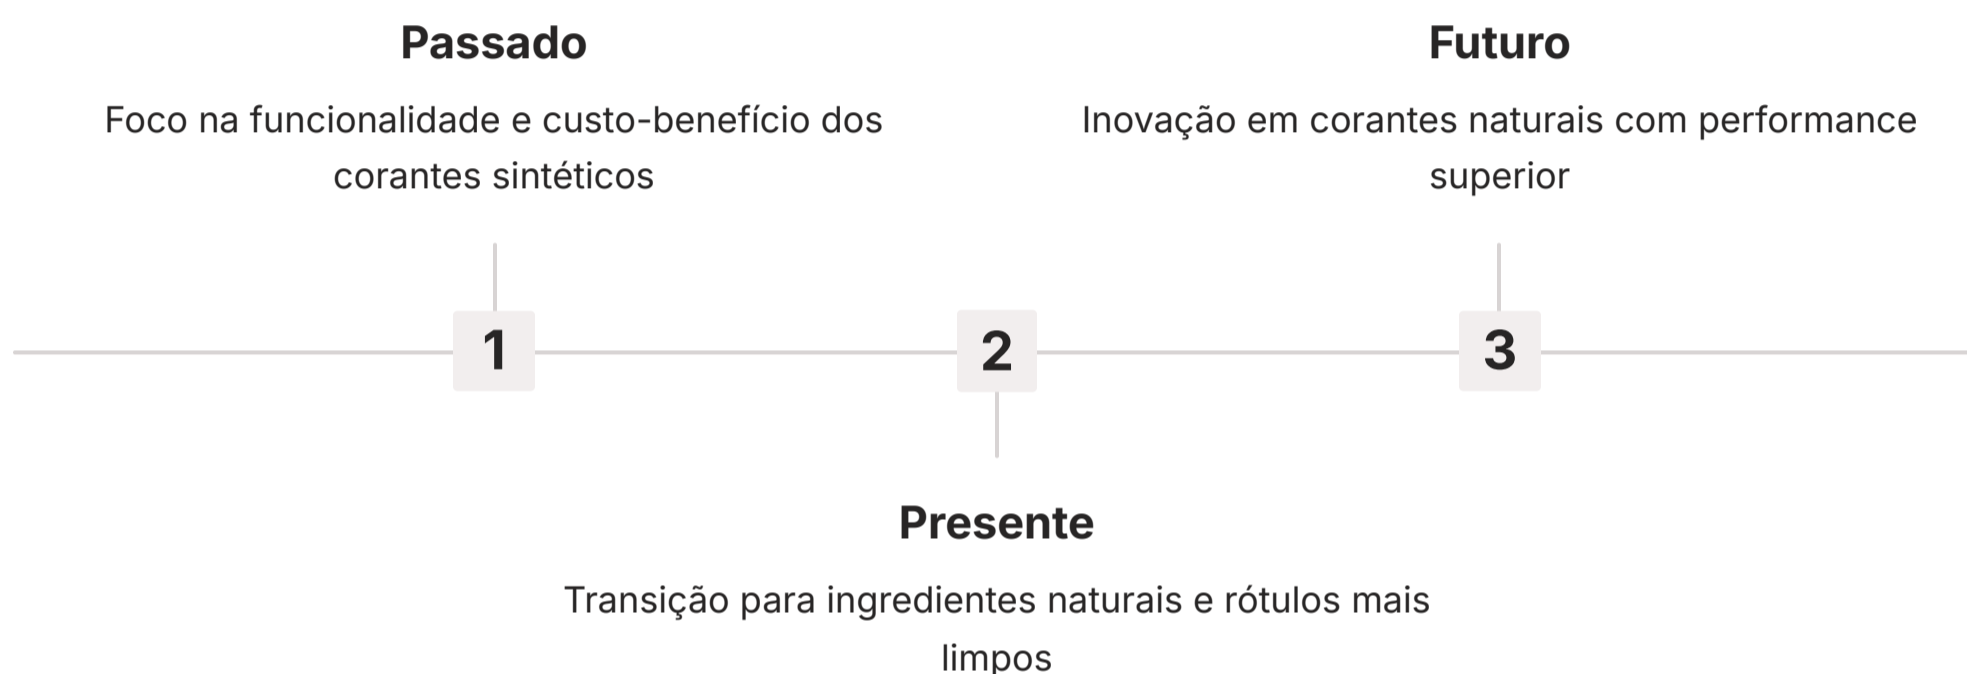 Passado
Foco na funcionalidade e custo-benefício dos
corantes sintéticos
Futuro
Inovação em corantes naturais com performance
superior
1
2
3
Presente
Transição para ingredientes naturais e rótulos mais
limpos